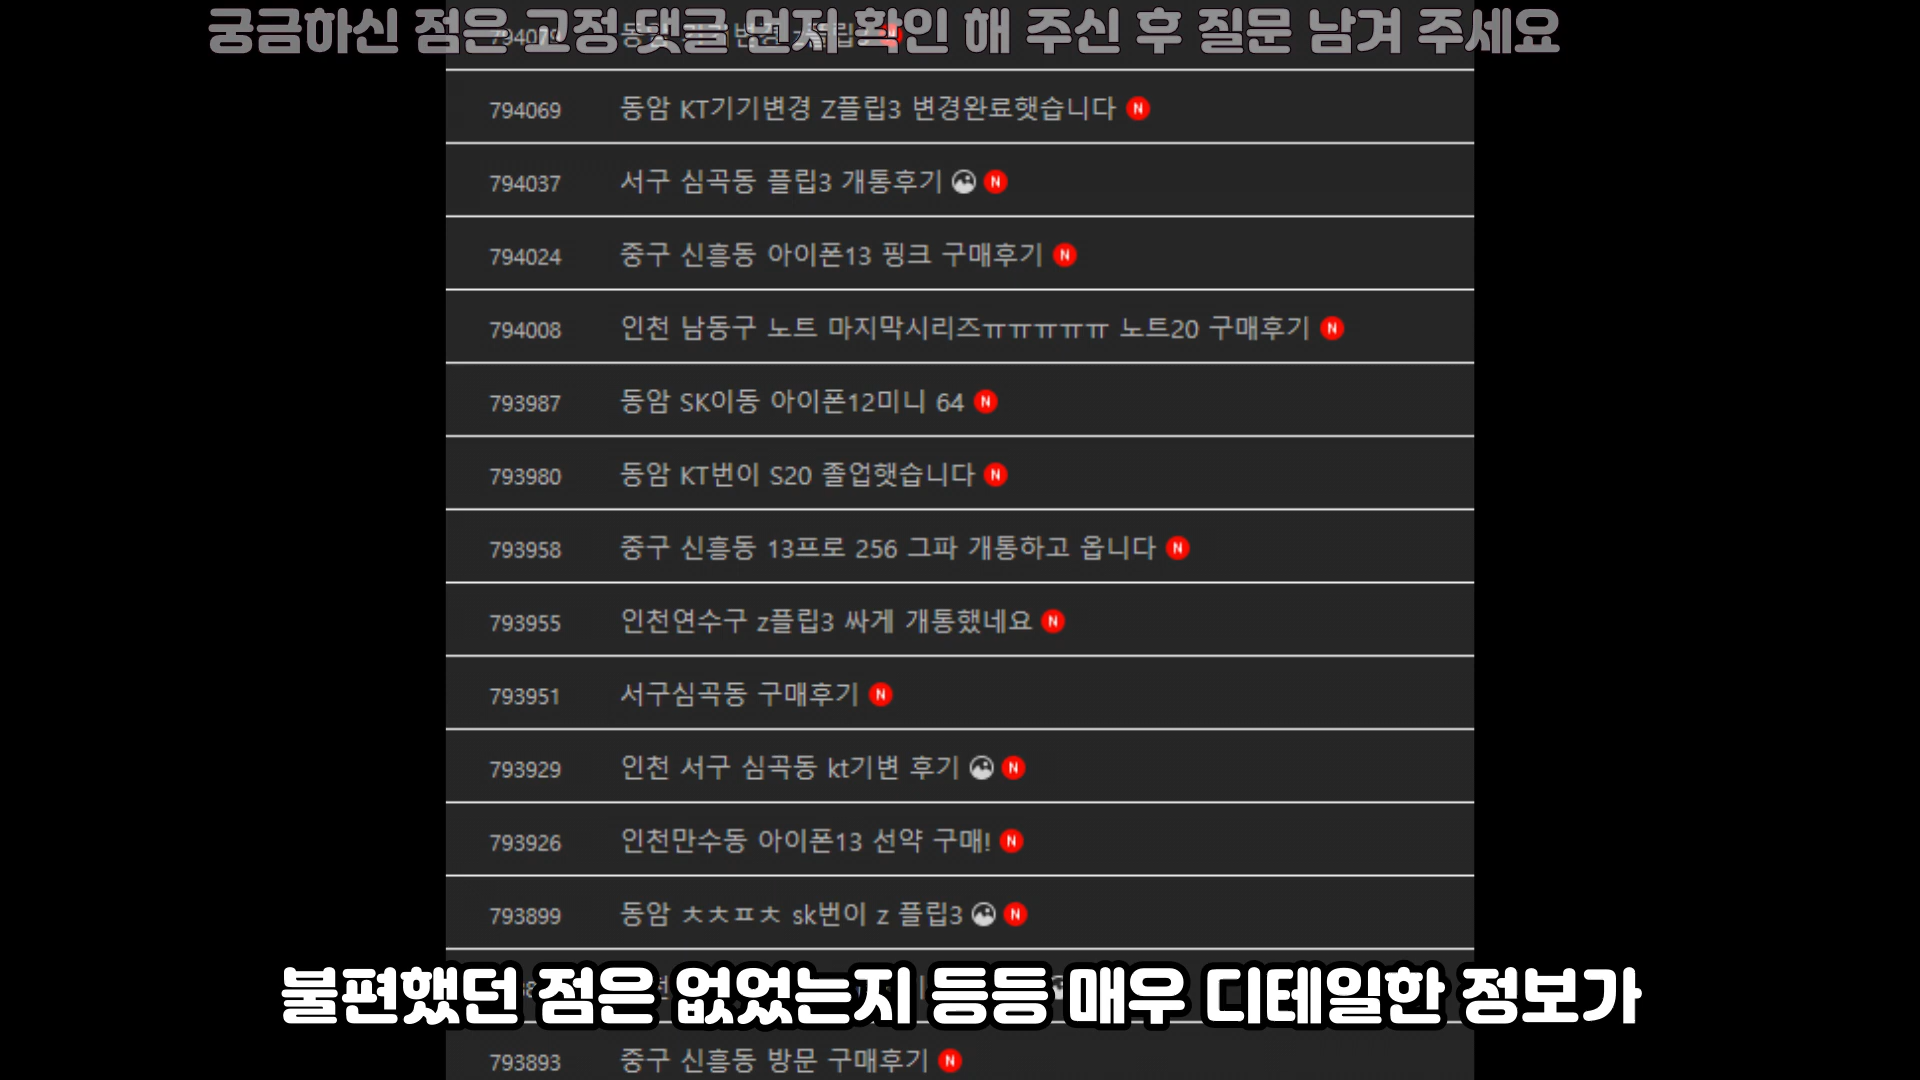 궁금하신 점은 고정 댓글 먼저 확인 해 주신 후 질문 남겨 주세요
794079
794069 동암 KT기기변경 Z플립3 변경완료햇습니다 N
794037 서구 심곡동 플립3 개통후기 N
794024 중구 신흥동 아이폰13 핑크 구매후기 N
794008 인천 남동구 노트 마지막시리즈ㅠㅠㅠㅠㅠ 노트20 구매후기 N
793987 동암 SK이동 아이폰12미니 64 N
793980 동암 KT번이 S20 졸업햇습니다 N
793958 중구 신흥동 13프로 256 그파 개통하고 옵니다 N
793955 인천연수구 z플립3 싸게 개통했네요 N
793951 서구심곡동 구매후기 N
793929 인천 서구 심곡동 kt기변 후기 N
793926 인천만수동 아이폰13 선약 구매! N
793899 동암 ㅊㅊㅍㅊ sk번이 z 플립3 N
불편했던 점은 없었는지 등등 매우 디테일한 정보가
793893 중구 신흥동 방문 구매후기 N